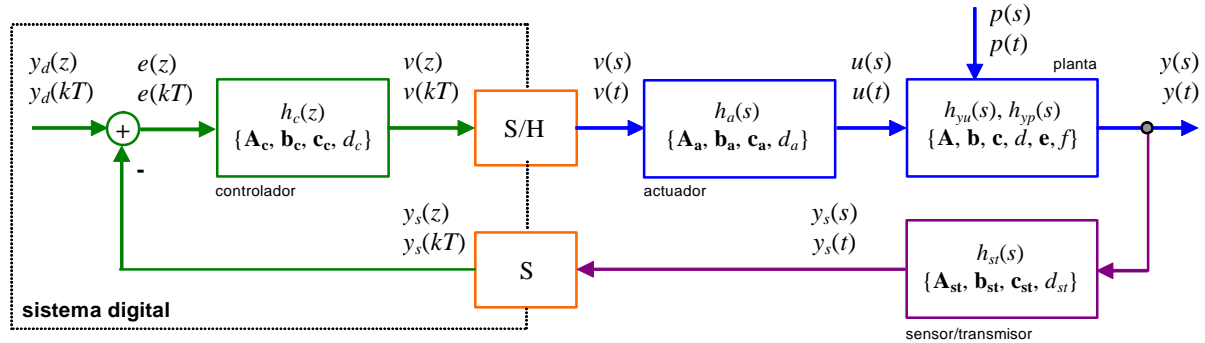 y_d(z)
y_d(kT)
e(z)
e(kT)
v(z)
v(kT)
v(s)
v(t)
u(s)
u(t)
p(s)
p(t)
planta
y(s)
y(t)
+
-
h_c(z)
{A_c, b_c, c_c, d_c}
controlador
S/H
h_a(s)
{A_a, b_a, c_a, d_a}
actuador
h_yu(s), h_yp(s)
{A, b, c, d, e, f}
y_s(z)
y_s(kT)
S
y_s(s)
y_s(t)
h_st(s)
{A_st, b_st, c_st, d_st}
sensor/transmisor
sistema digital